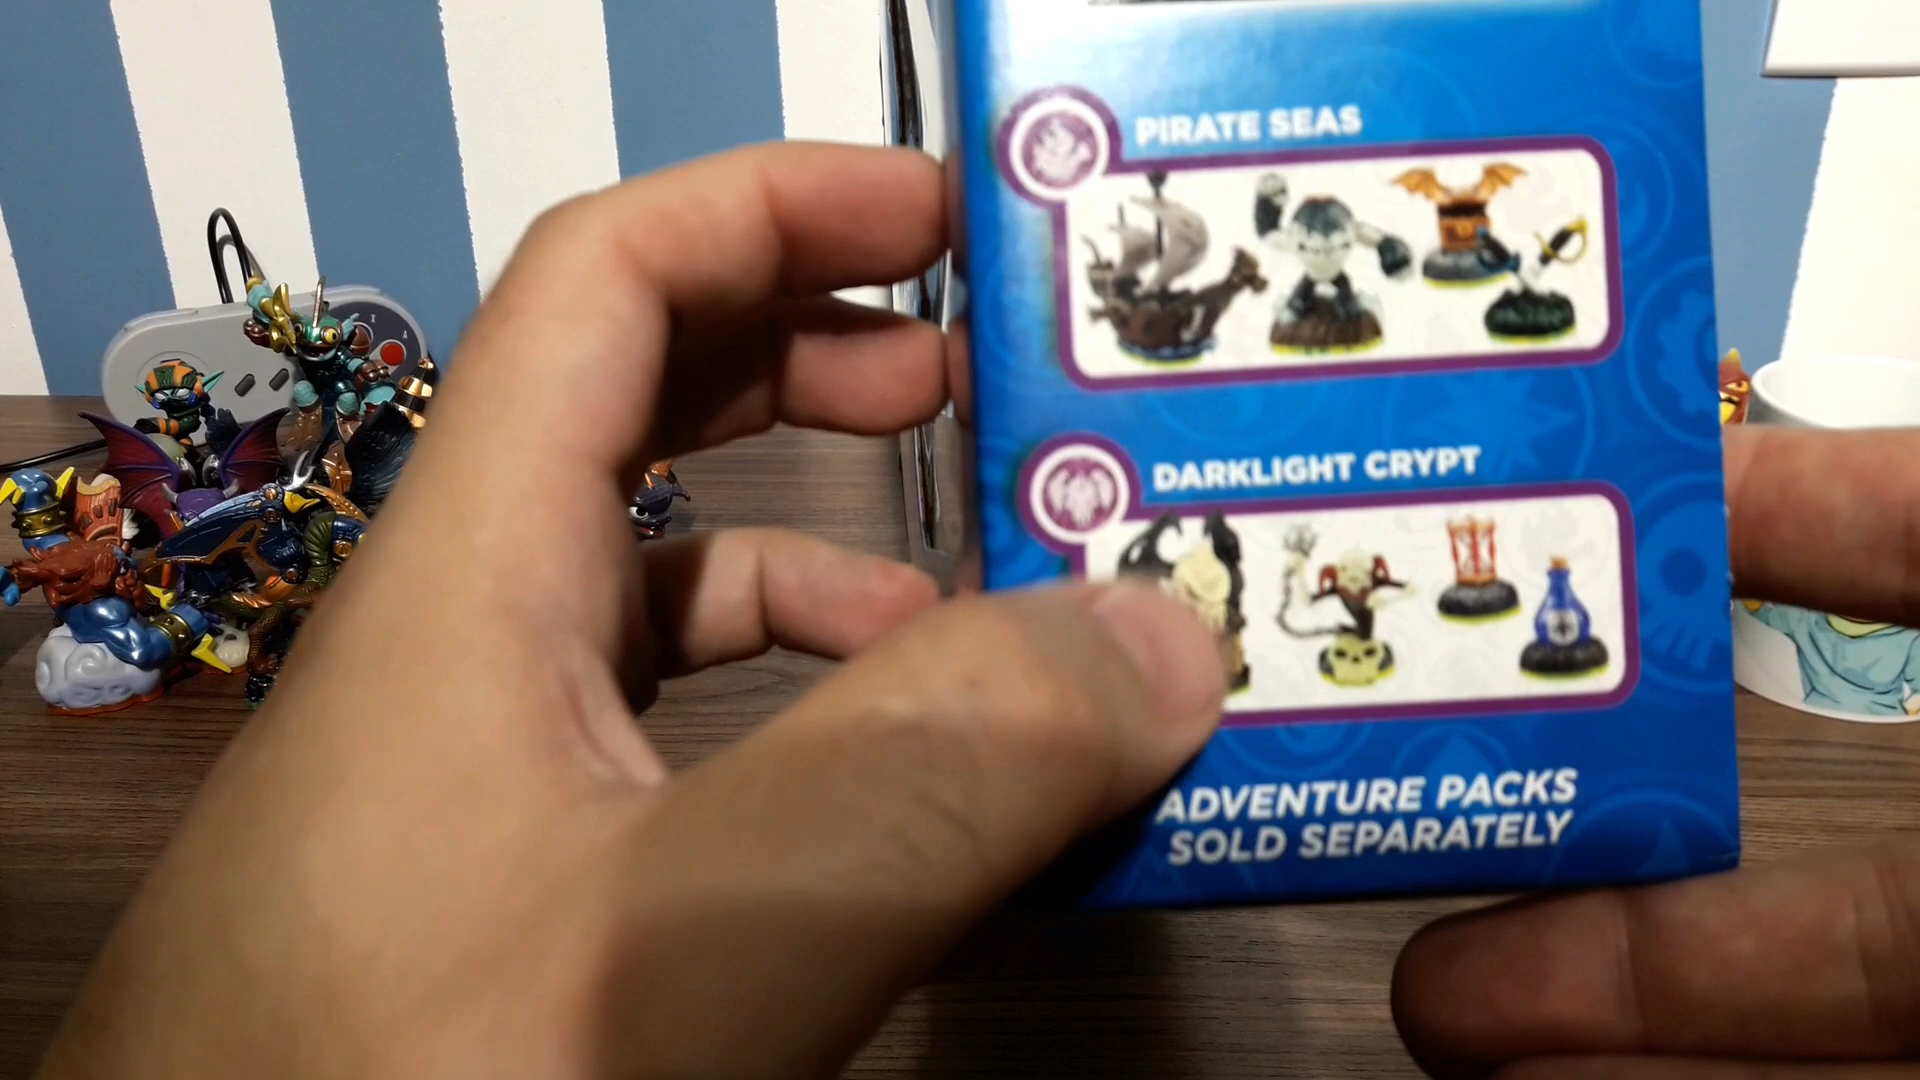 PIRATE SEAS
DARKLIGHT CRYPT
ADVENTURE PACKS
SOLD SEPARATELY
X
A